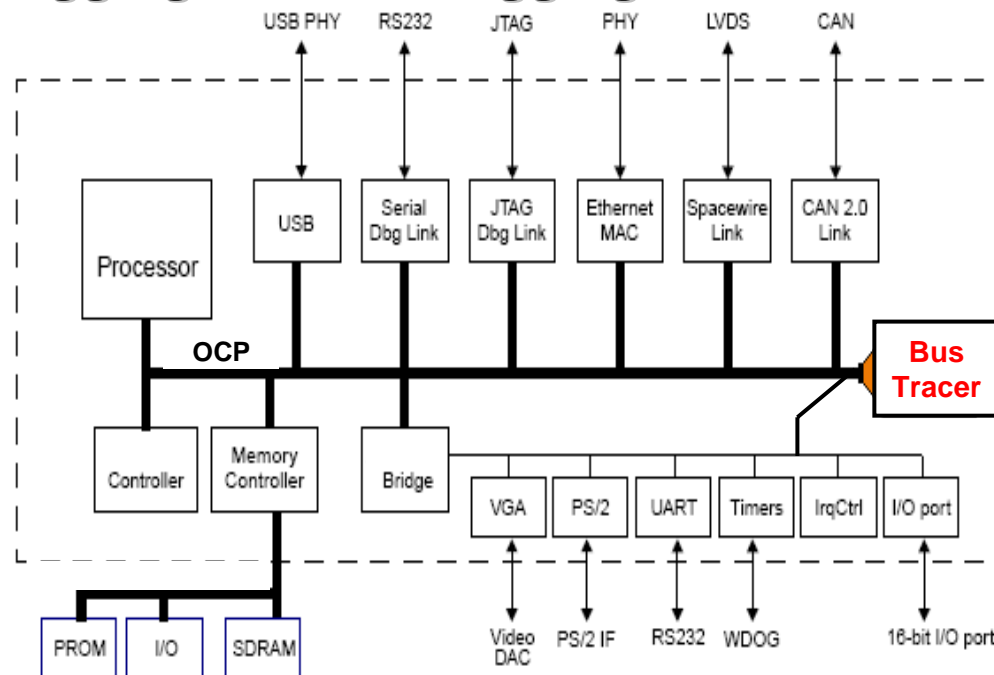 USB PHY
RS232
JTAG
PHY
LVDS
CAN
USB
Serial
Dbg Link
JTAG
Dbg Link
Ethernet
MAC
Spacewire
Link
CAN 2.0
Link
Processor
OCP
Bus
Tracer
Controller
Memory
Controller
Bridge
VGA
PS/2
UART
Timers
IrqCtrl
I/O port
PROM
I/O
SDRAM
Video
DAC
PS/2 IF
RS232
WDOG
16-bit I/O port